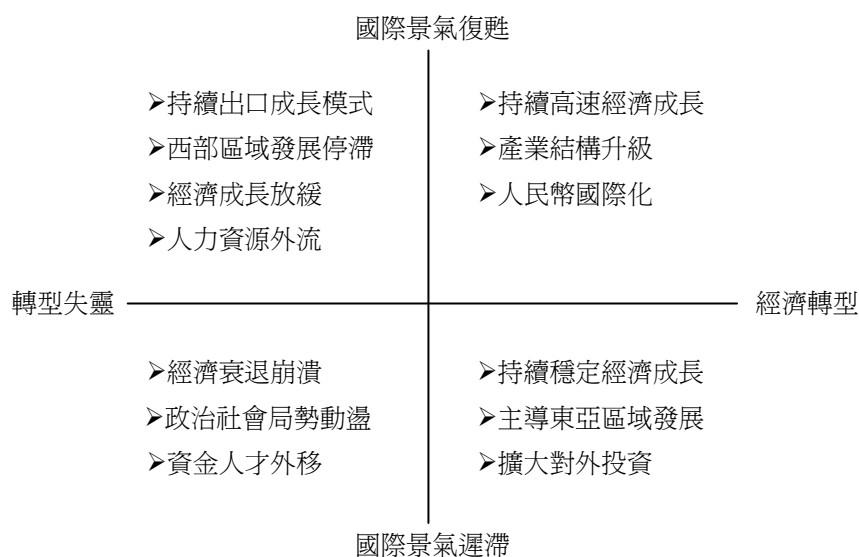 國際景氣復甦
➢持續出口成長模式
➢西部區域發展停滯
➢經濟成長放緩
➢人力資源外流
➢持續高速經濟成長
➢產業結構升級
➢人民幣國際化
轉型失靈
經濟轉型
➢經濟衰退崩潰
➢政治社會局勢動盪
➢資金人才外移
➢持續穩定經濟成長
➢主導東亞區域發展
➢擴大對外投資
國際景氣遲滯